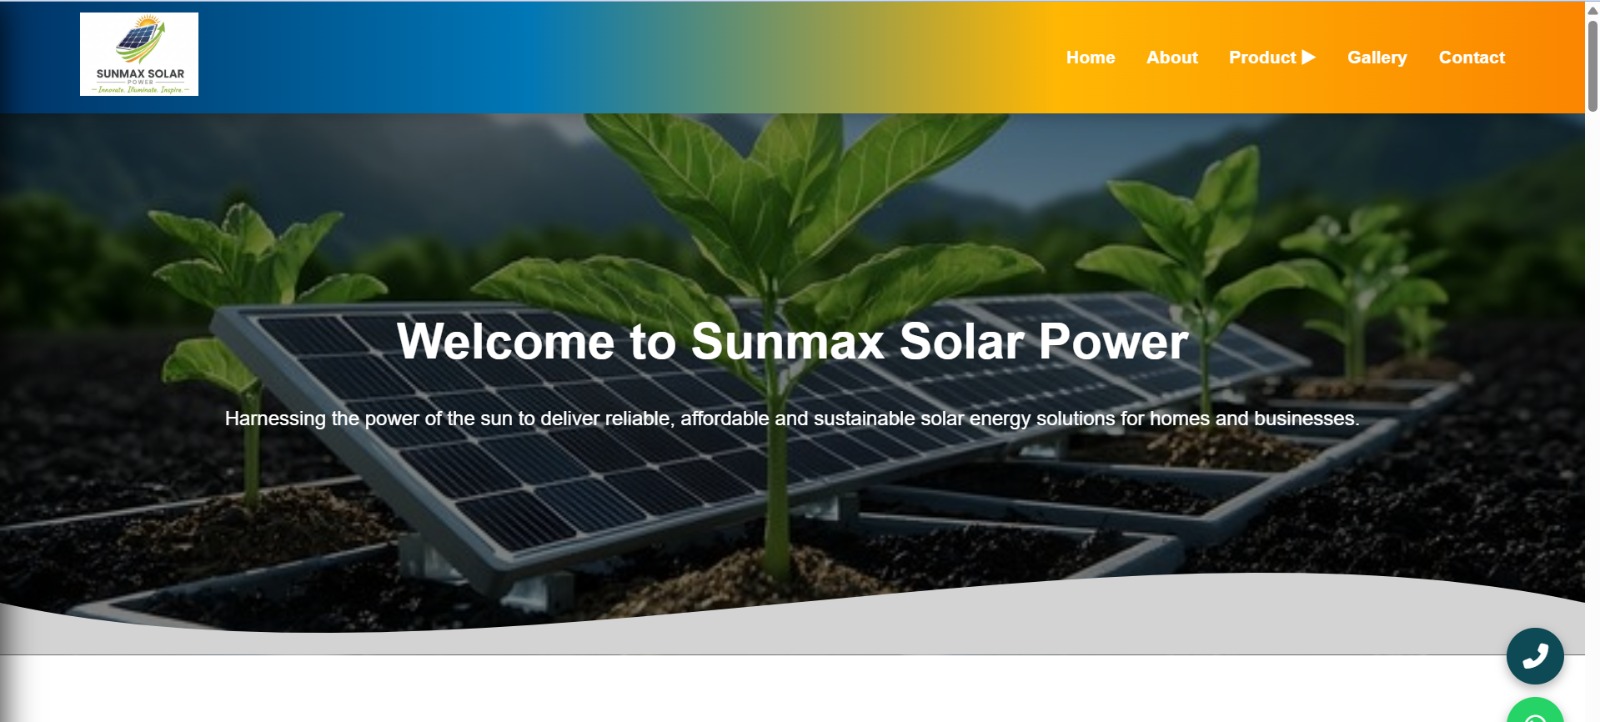 SUNMAX SOLAR
POWER
Innovate. Illuminate. Inspire.
Home About Product ▶ Gallery Contact
Welcome to Sunmax Solar Power
Harnessing the power of the sun to deliver reliable, affordable and sustainable solar energy solutions for homes and businesses.